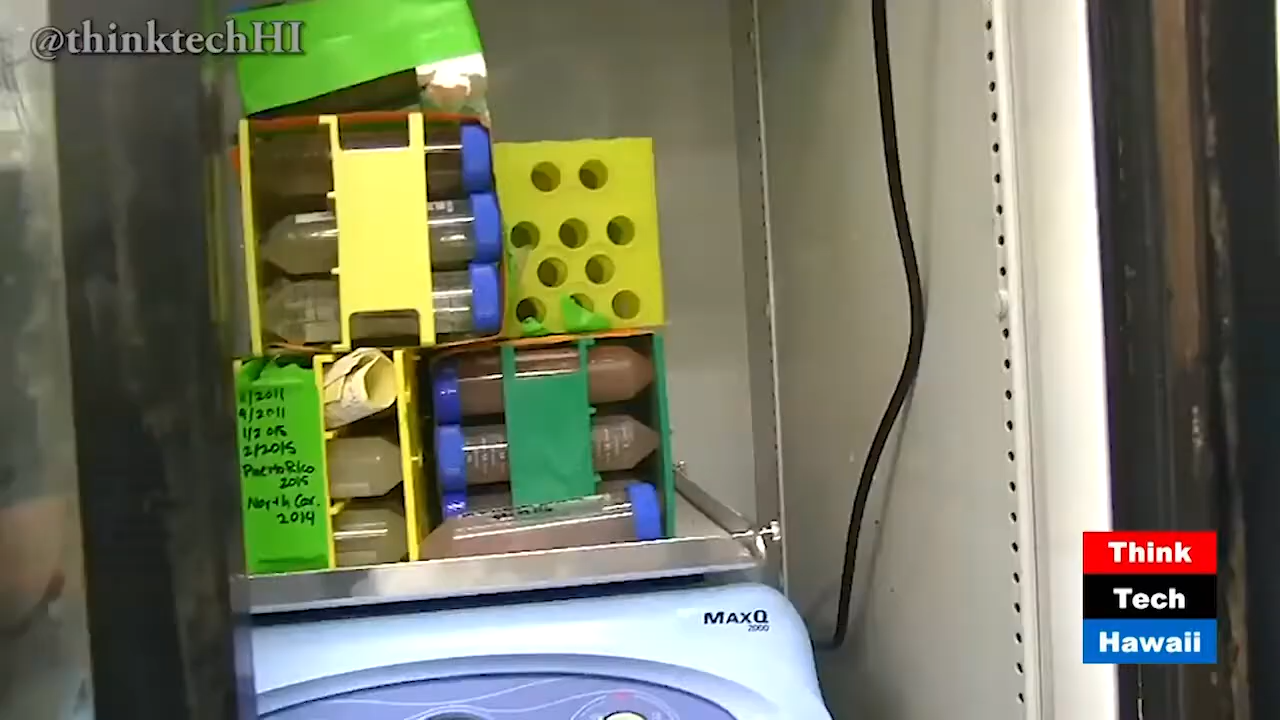 @thinktechHI
1/2011
9/2011
1/2015
2/2015
Puerto Rico
2015
North Car.
2014
MAXQ
2000
Think
Tech
Hawaii